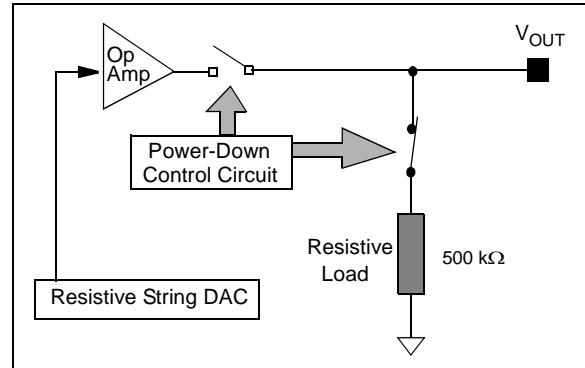 Op
Amp
VOUT
Power-Down
Control Circuit
Resistive
Load
500 kΩ
Resistive String DAC